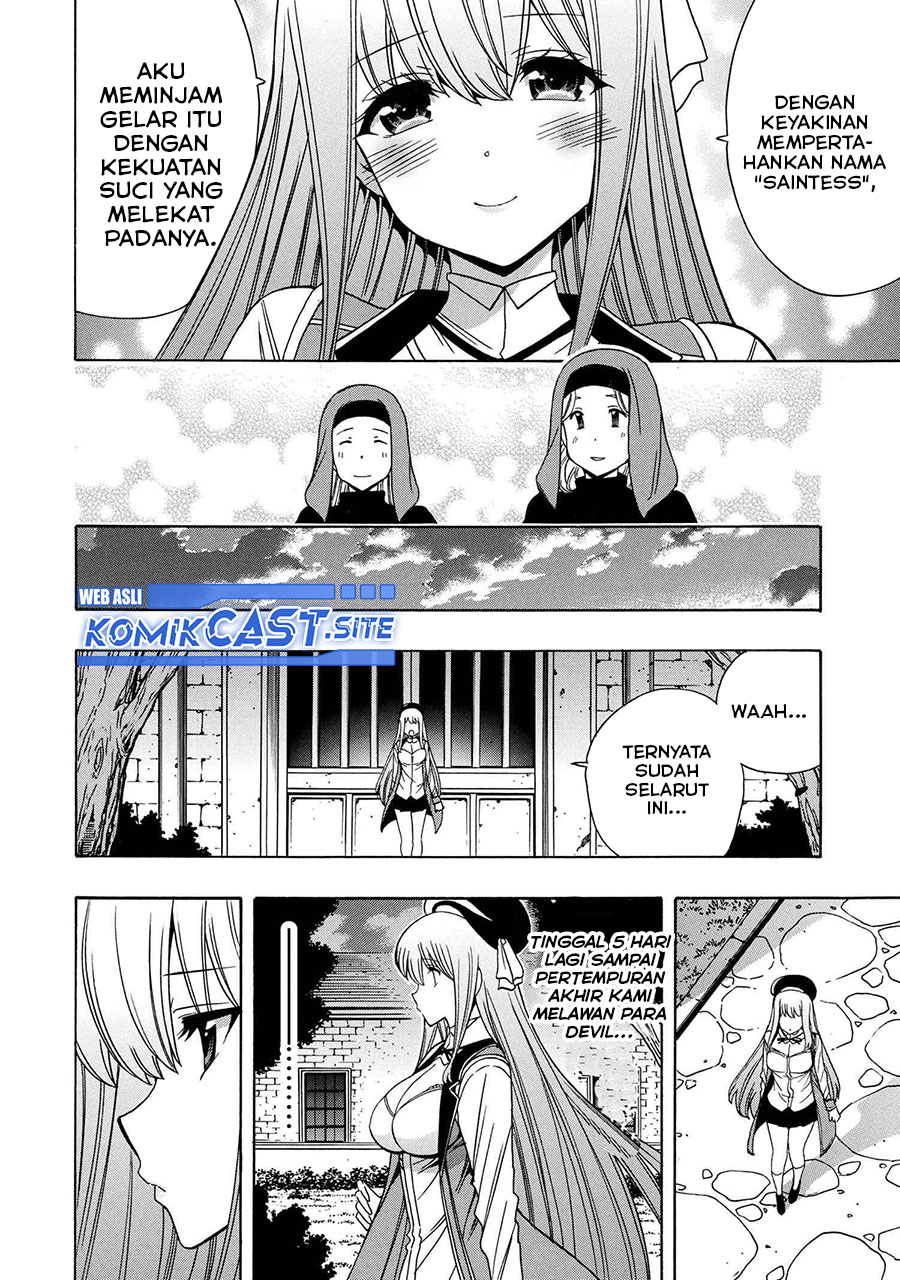 DENGAN
KEYAKINAN
MEMPERTA-
HANKAN NAMA
"SAINTESS",
AKU
MEMINJAM
GELAR ITU
DENGAN
KEKUATAN
SUCI YANG
MELEKAT
PADANYA.
WEB ASLI
KOMIKCAST.SITE
WAAH...
TERNYATA
SUDAH
SELARUT
INI...
TINGGAL 5 HARI
LAGI SAMPAI
PERTEMPURAN
AKHIR KAMI
MELAWAN PARA
DEVIL...